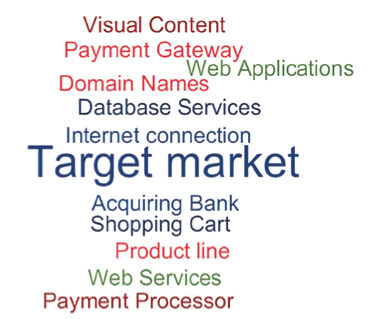 Visual Content
Payment Gateway
Web Applications
Domain Names
Database Services
Internet connection
Target market
Acquiring Bank
Shopping Cart
Product line
Web Services
Payment Processor